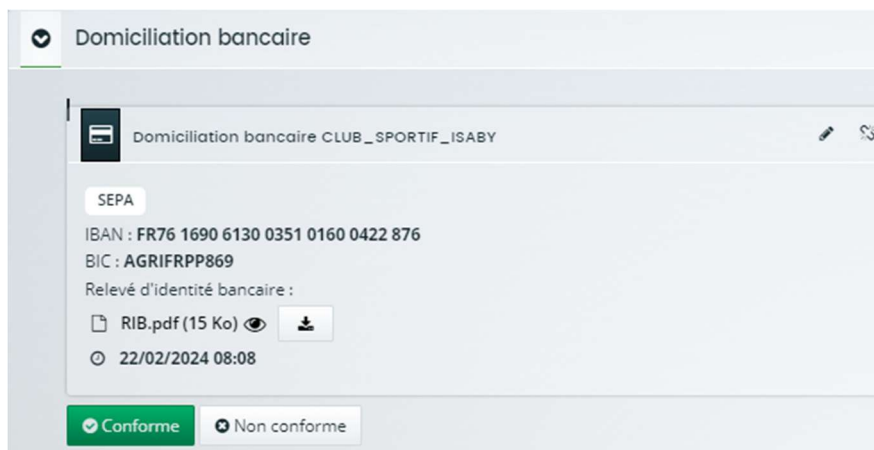 Domiciliation bancaire
Domiciliation bancaire CLUB_SPORTIF_ISABY
SEPA
IBAN : FR76 1690 6130 0351 0160 0422 876
BIC : AGRIFRPP869
Relevé d'identité bancaire :
RIB.pdf (15 Ko)
22/02/2024 08:08
Conforme
Non conforme